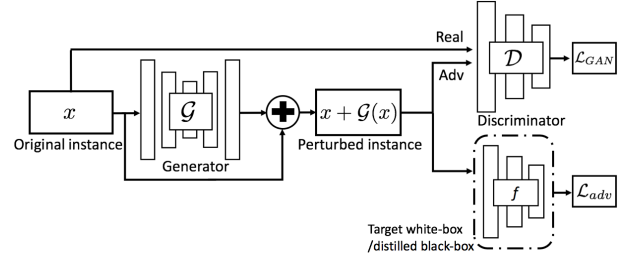 Real
Adv
𝒟
ℒ_GAN
x
𝒢
+
x + 𝒢(x)
Original instance
Generator
Perturbed instance
Discriminator
f
ℒ_adv
Target white-box
/distilled black-box